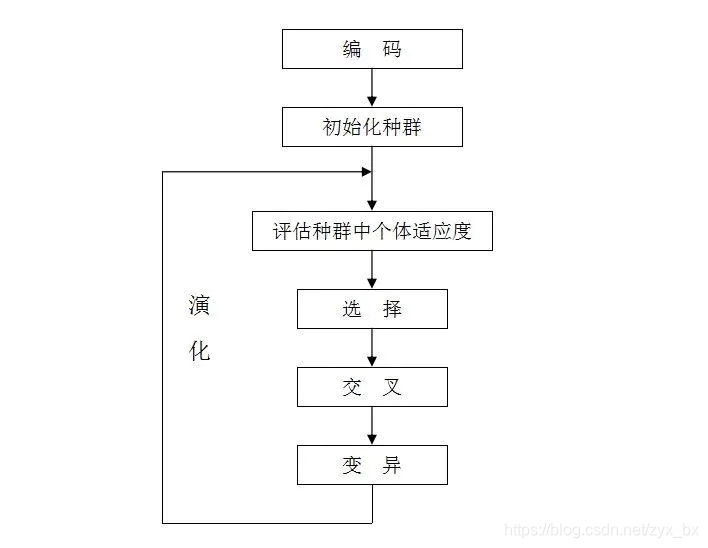 编 码
初始化种群
评估种群中个体适应度
选 择
演
化
交 叉
变 异
https://blog.csdn.net/zyx_bx